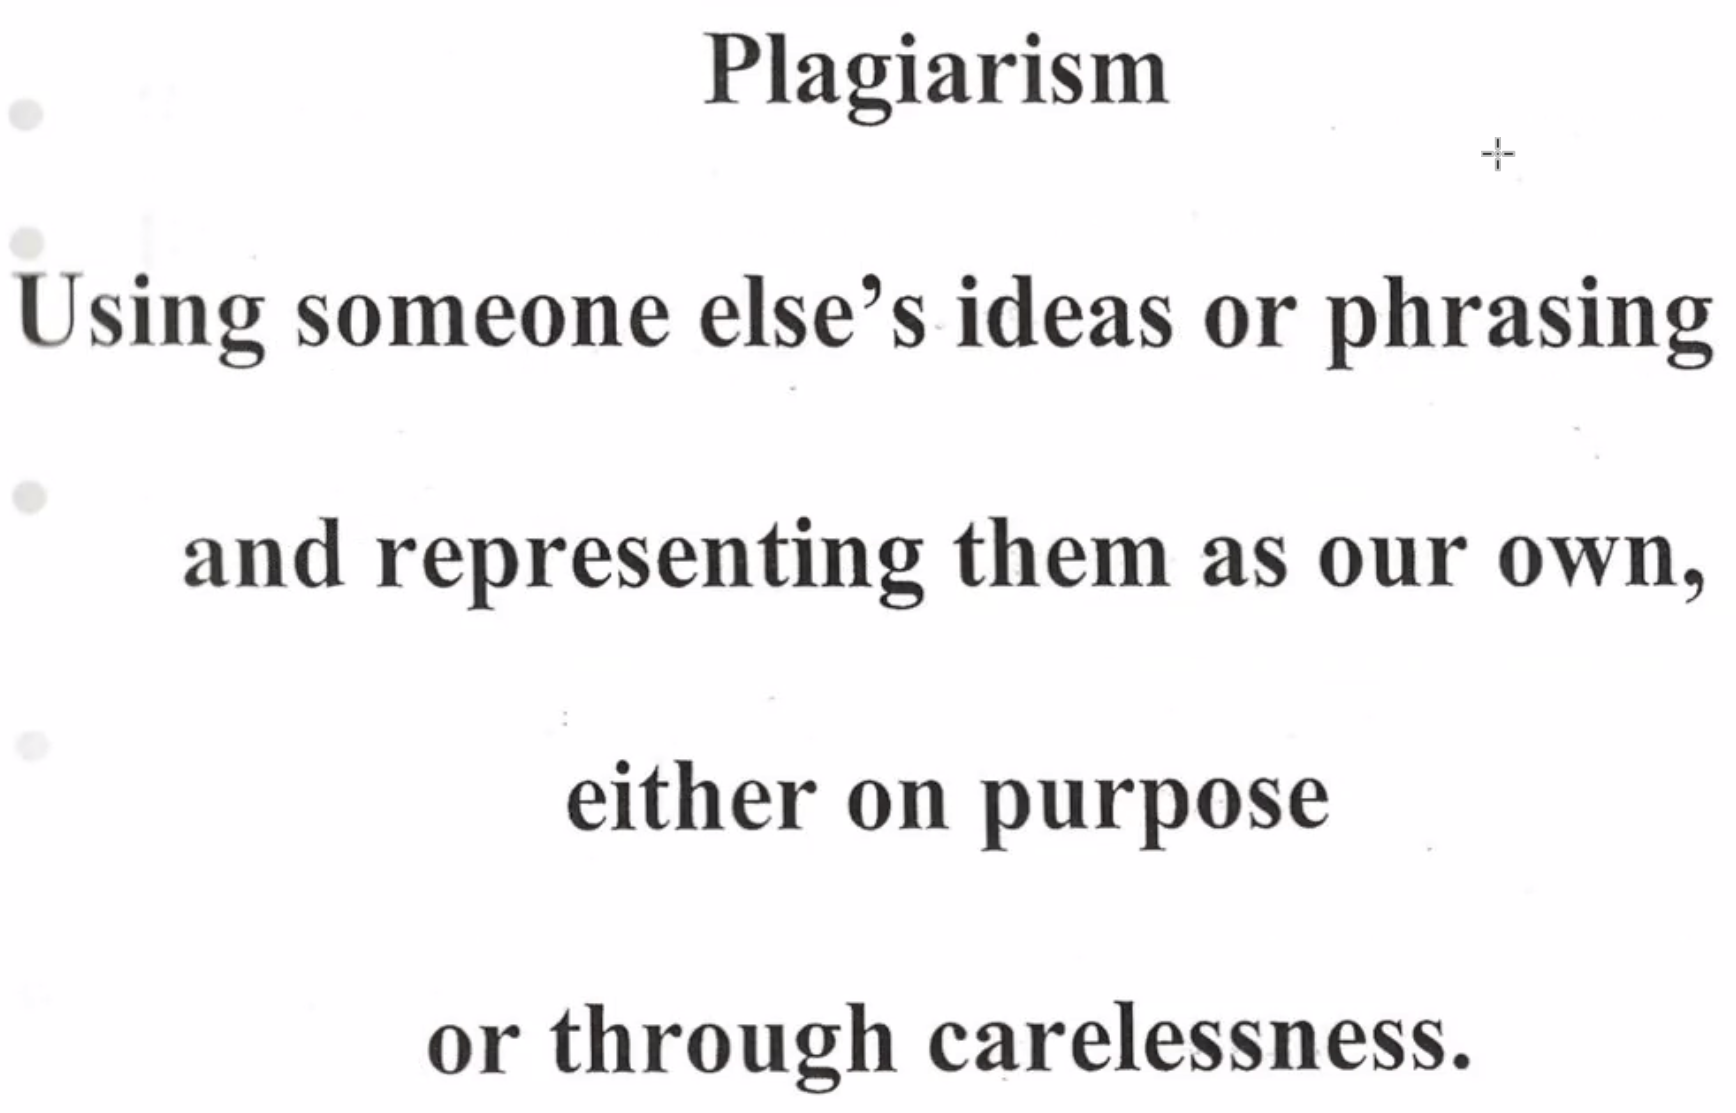 Plagiarism
Using someone else’s ideas or phrasing
and representing them as our own,
either on purpose
or through carelessness.